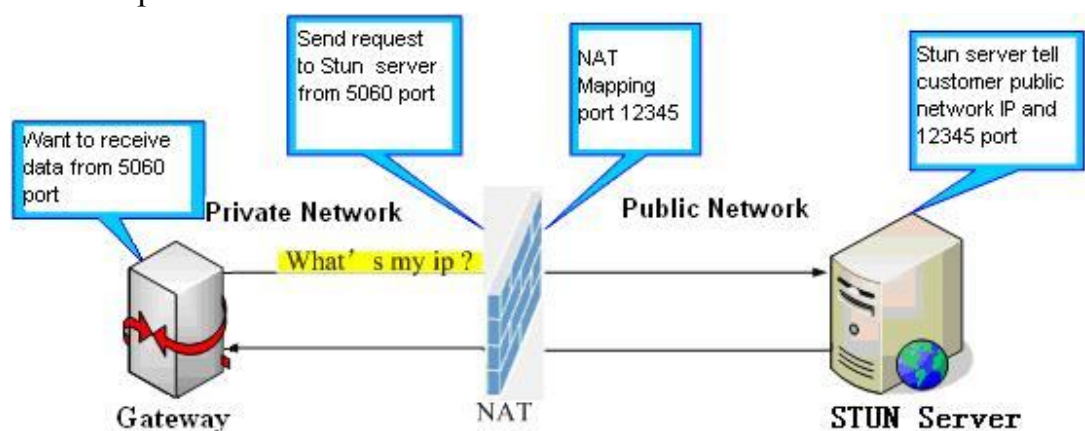 Send request
to Stun server
from 5060 port
NAT
Mapping
port 12345
Stun server tell
customer public
network IP and
12345 port
Want to receive
data from 5060
port
Private Network
Public Network
What's my ip ?
Gateway
NAT
STUN Server